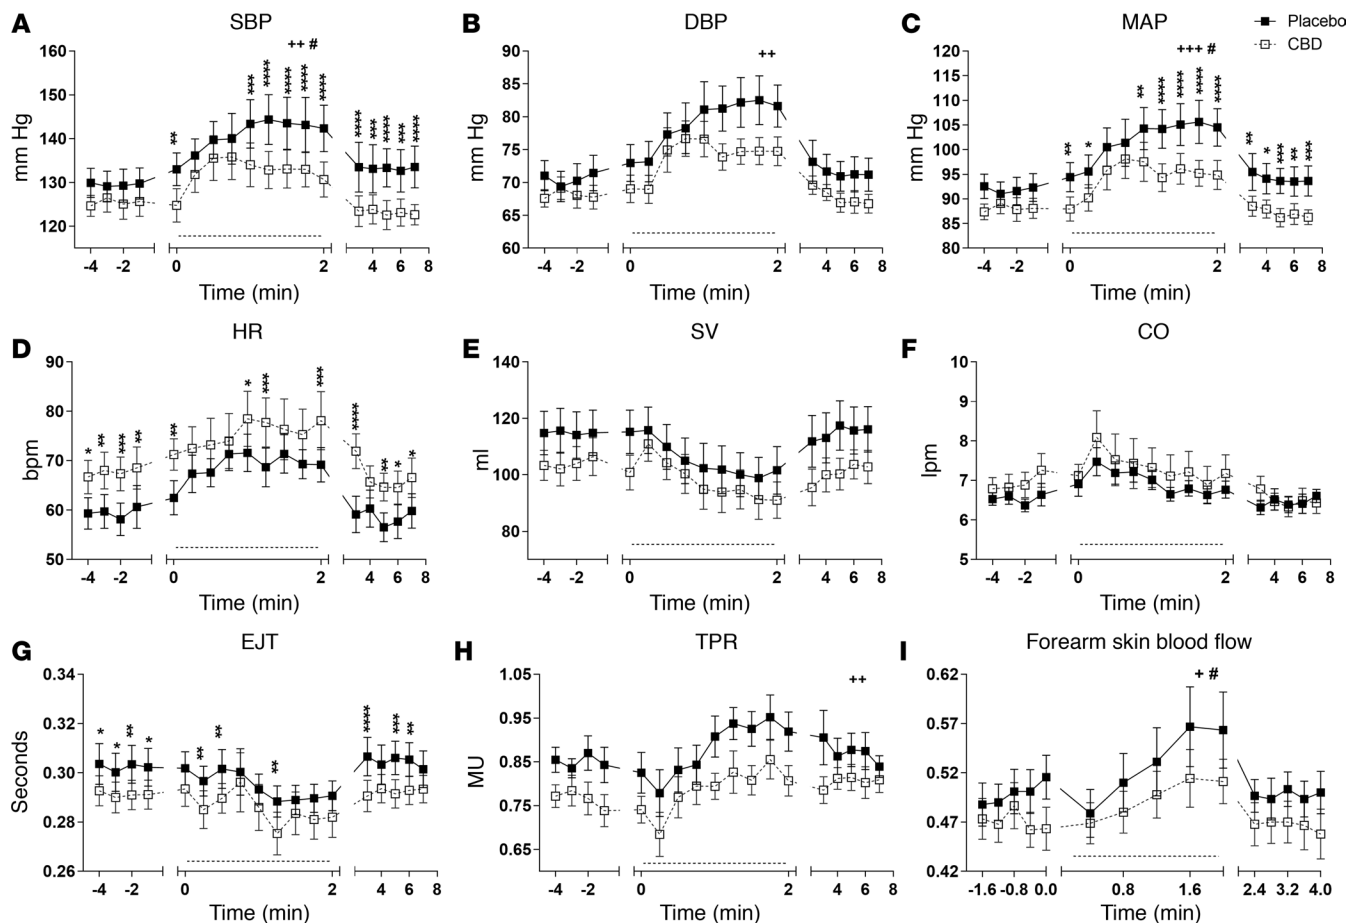 A SBP
B DBP
C MAP
Placebo
CBD
++ #
++
+++ #
mm Hg
160
150
140
130
120
-4 -2 0 2 4 6 8
Time (min)
mm Hg
90
85
80
75
70
65
60
-4 -2 0 2 4 6 8
Time (min)
mm Hg
120
115
110
105
100
95
90
85
80
-4 -2 0 2 4 6 8
Time (min)
D HR
E SV
F CO
bpm
90
80
70
60
50
-4 -2 0 2 4 6 8
Time (min)
ml
140
120
100
80
-4 -2 0 2 4 6 8
Time (min)
lpm
10
9
8
7
6
5
-4 -2 0 2 4 6 8
Time (min)
G EJT
H TPR
I Forearm skin blood flow
++
+ #
Seconds
0.34
0.32
0.30
0.28
0.26
-4 -2 0 2 4 6 8
Time (min)
MU
1.05
0.95
0.85
0.75
0.65
-4 -2 0 2 4 6 8
Time (min)
0.62
0.57
0.52
0.47
0.42
-1.6 -0.8 0.0 0.8 1.6 2.4 3.2 4.0
Time (min)